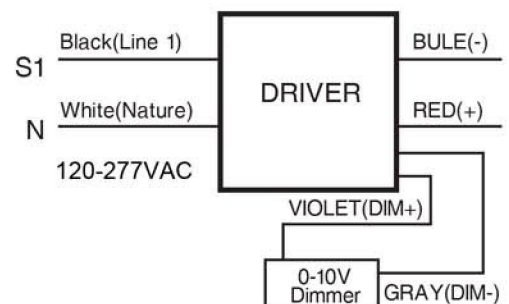 Black(Line 1)
BULE(-)
S1
DRIVER
White(Nature)
RED(+)
N
120-277VAC
VIOLET(DIM+)
0-10V
Dimmer
GRAY(DIM-)